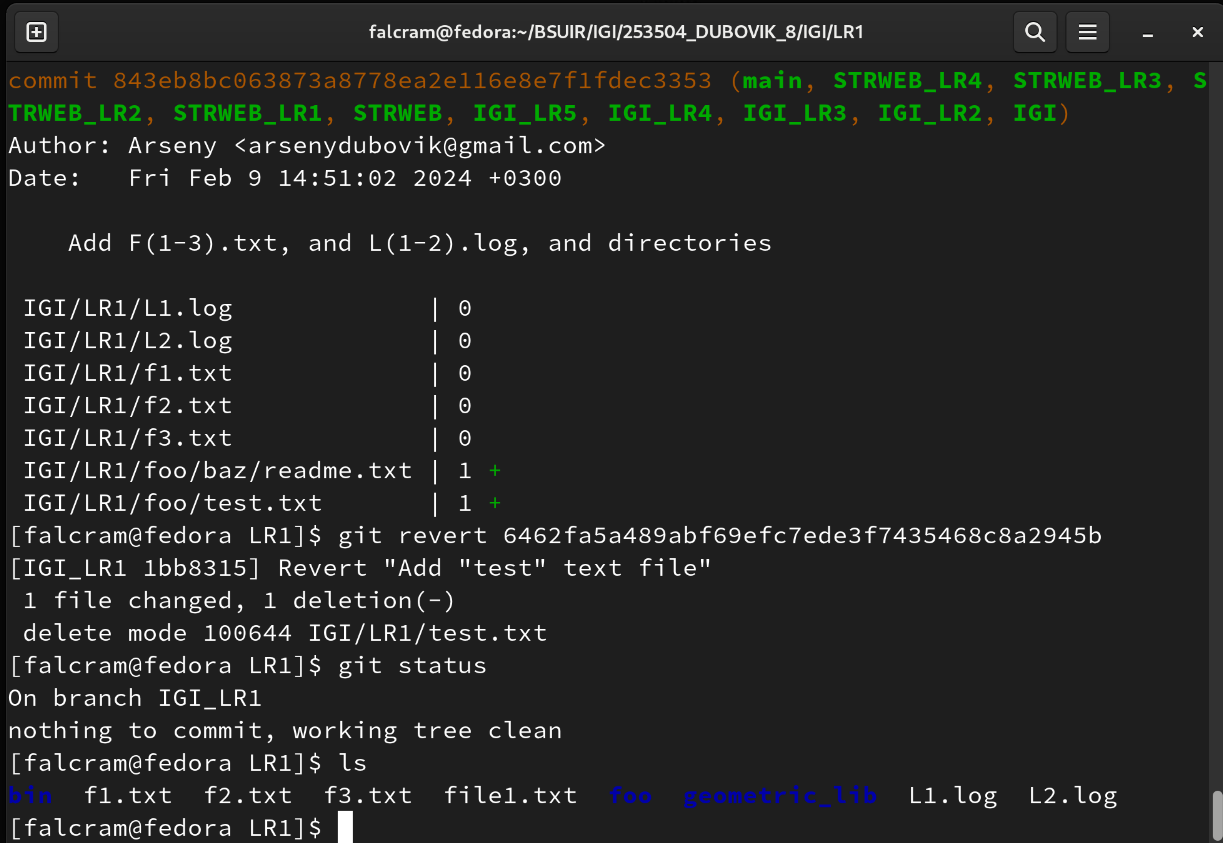 falcram@fedora:~/BSUIR/IGI/253504_DUBOVIK_8/IGI/LR1
commit 843eb8bc063873a8778ea2e116e8e7f1fdec3353 (main, STRWEB_LR4, STRWEB_LR3, S
TRWEB_LR2, STRWEB_LR1, STRWEB, IGI_LR5, IGI_LR4, IGI_LR3, IGI_LR2, IGI)
Author: Arseny <arsenydubovik@gmail.com>
Date:   Fri Feb 9 14:51:02 2024 +0300
    Add F(1-3).txt, and L(1-2).log, and directories
 IGI/LR1/L1.log             | 0
 IGI/LR1/L2.log             | 0
 IGI/LR1/f1.txt             | 0
 IGI/LR1/f2.txt             | 0
 IGI/LR1/f3.txt             | 0
 IGI/LR1/foo/baz/readme.txt | 1 +
 IGI/LR1/foo/test.txt       | 1 +
[falcram@fedora LR1]$ git revert 6462fa5a489abf69efc7ede3f7435468c8a2945b
[IGI_LR1 1bb8315] Revert "Add "test" text file"
 1 file changed, 1 deletion(-)
 delete mode 100644 IGI/LR1/test.txt
[falcram@fedora LR1]$ git status
On branch IGI_LR1
nothing to commit, working tree clean
[falcram@fedora LR1]$ ls
bin  f1.txt  f2.txt  f3.txt  file1.txt  foo  geometric_lib  L1.log  L2.log
[falcram@fedora LR1]$